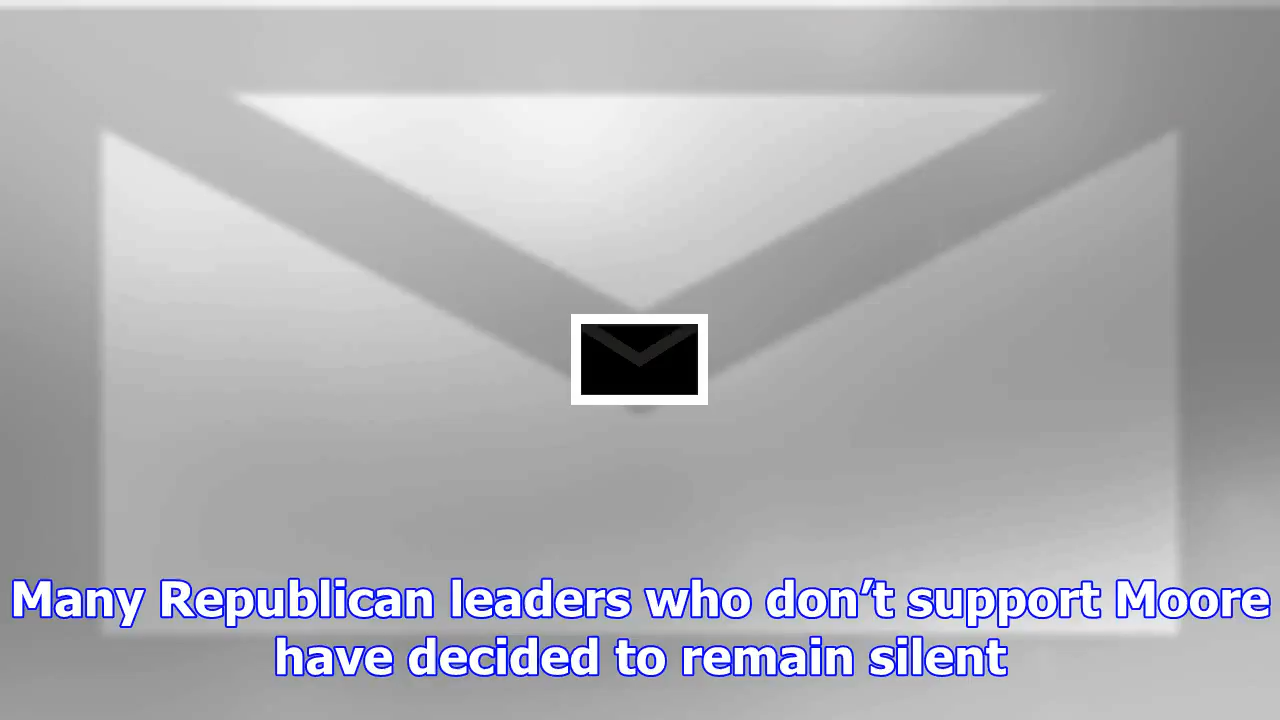 Many Republican leaders who don’t support Moore
have decided to remain silent